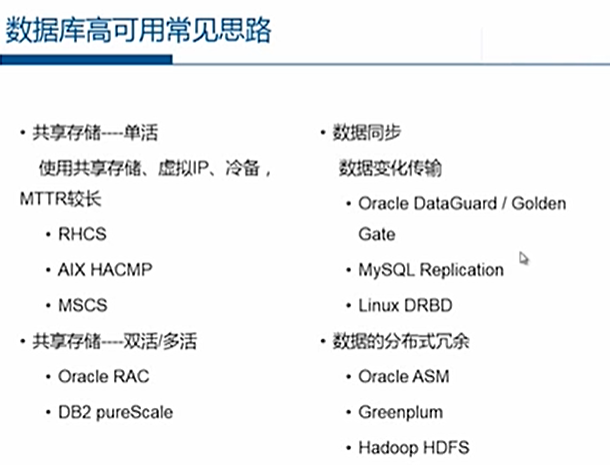 数据库高可用常见思路
• 共享存储----单活
使用共享存储、虚拟IP、冷备，
MTTR较长
• RHCS
• AIX HACMP
• MSCS
• 共享存储----双活/多活
• Oracle RAC
• DB2 pureScale
• 数据同步
数据变化传输
• Oracle DataGuard / Golden
Gate
• MySQL Replication
• Linux DRBD
• 数据的分布式冗余
• Oracle ASM
• Greenplum
• Hadoop HDFS